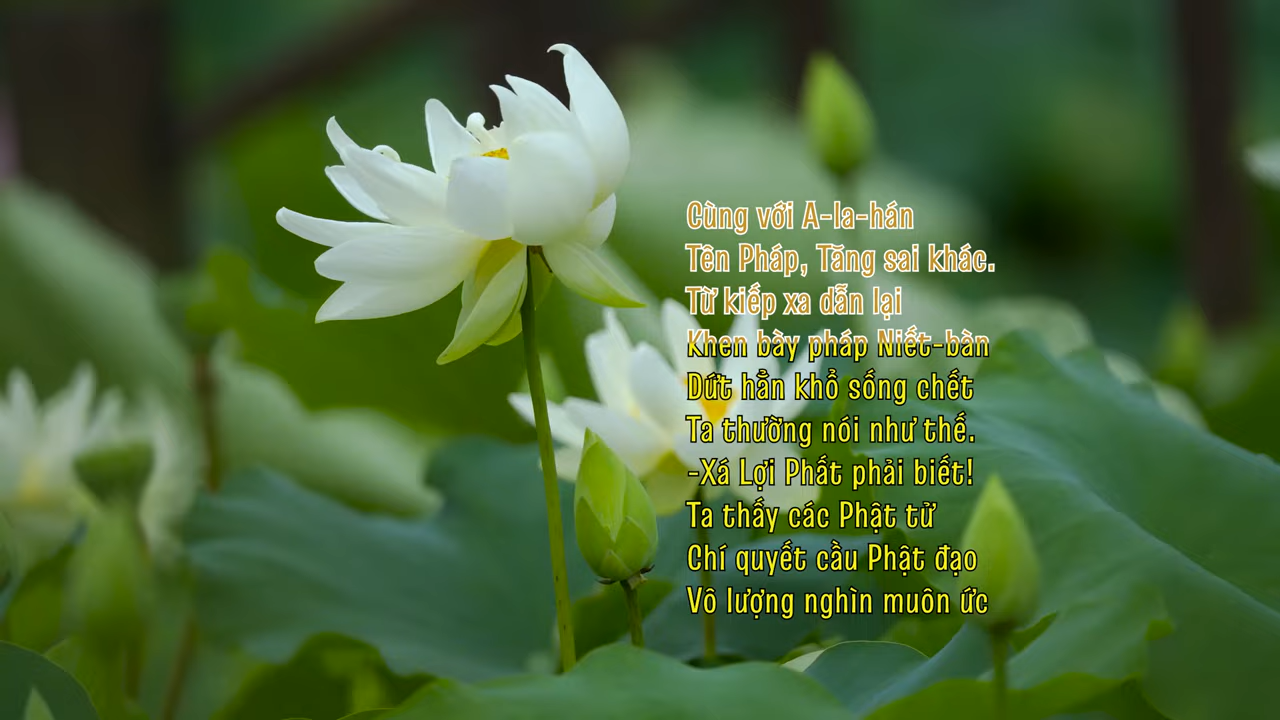 Cùng với A-la-hán
Tên Pháp, Tăng sai khác.
Từ kiếp xa dẫn lại
Khen bày pháp Niết-bàn
Dứt hẳn khổ sống chết
Ta thường nói như thế.
-Xá Lợi Phất phải biết!
Ta thấy các Phật tử
Chí quyết cầu Phật đạo
Vô lượng nghìn muôn ức